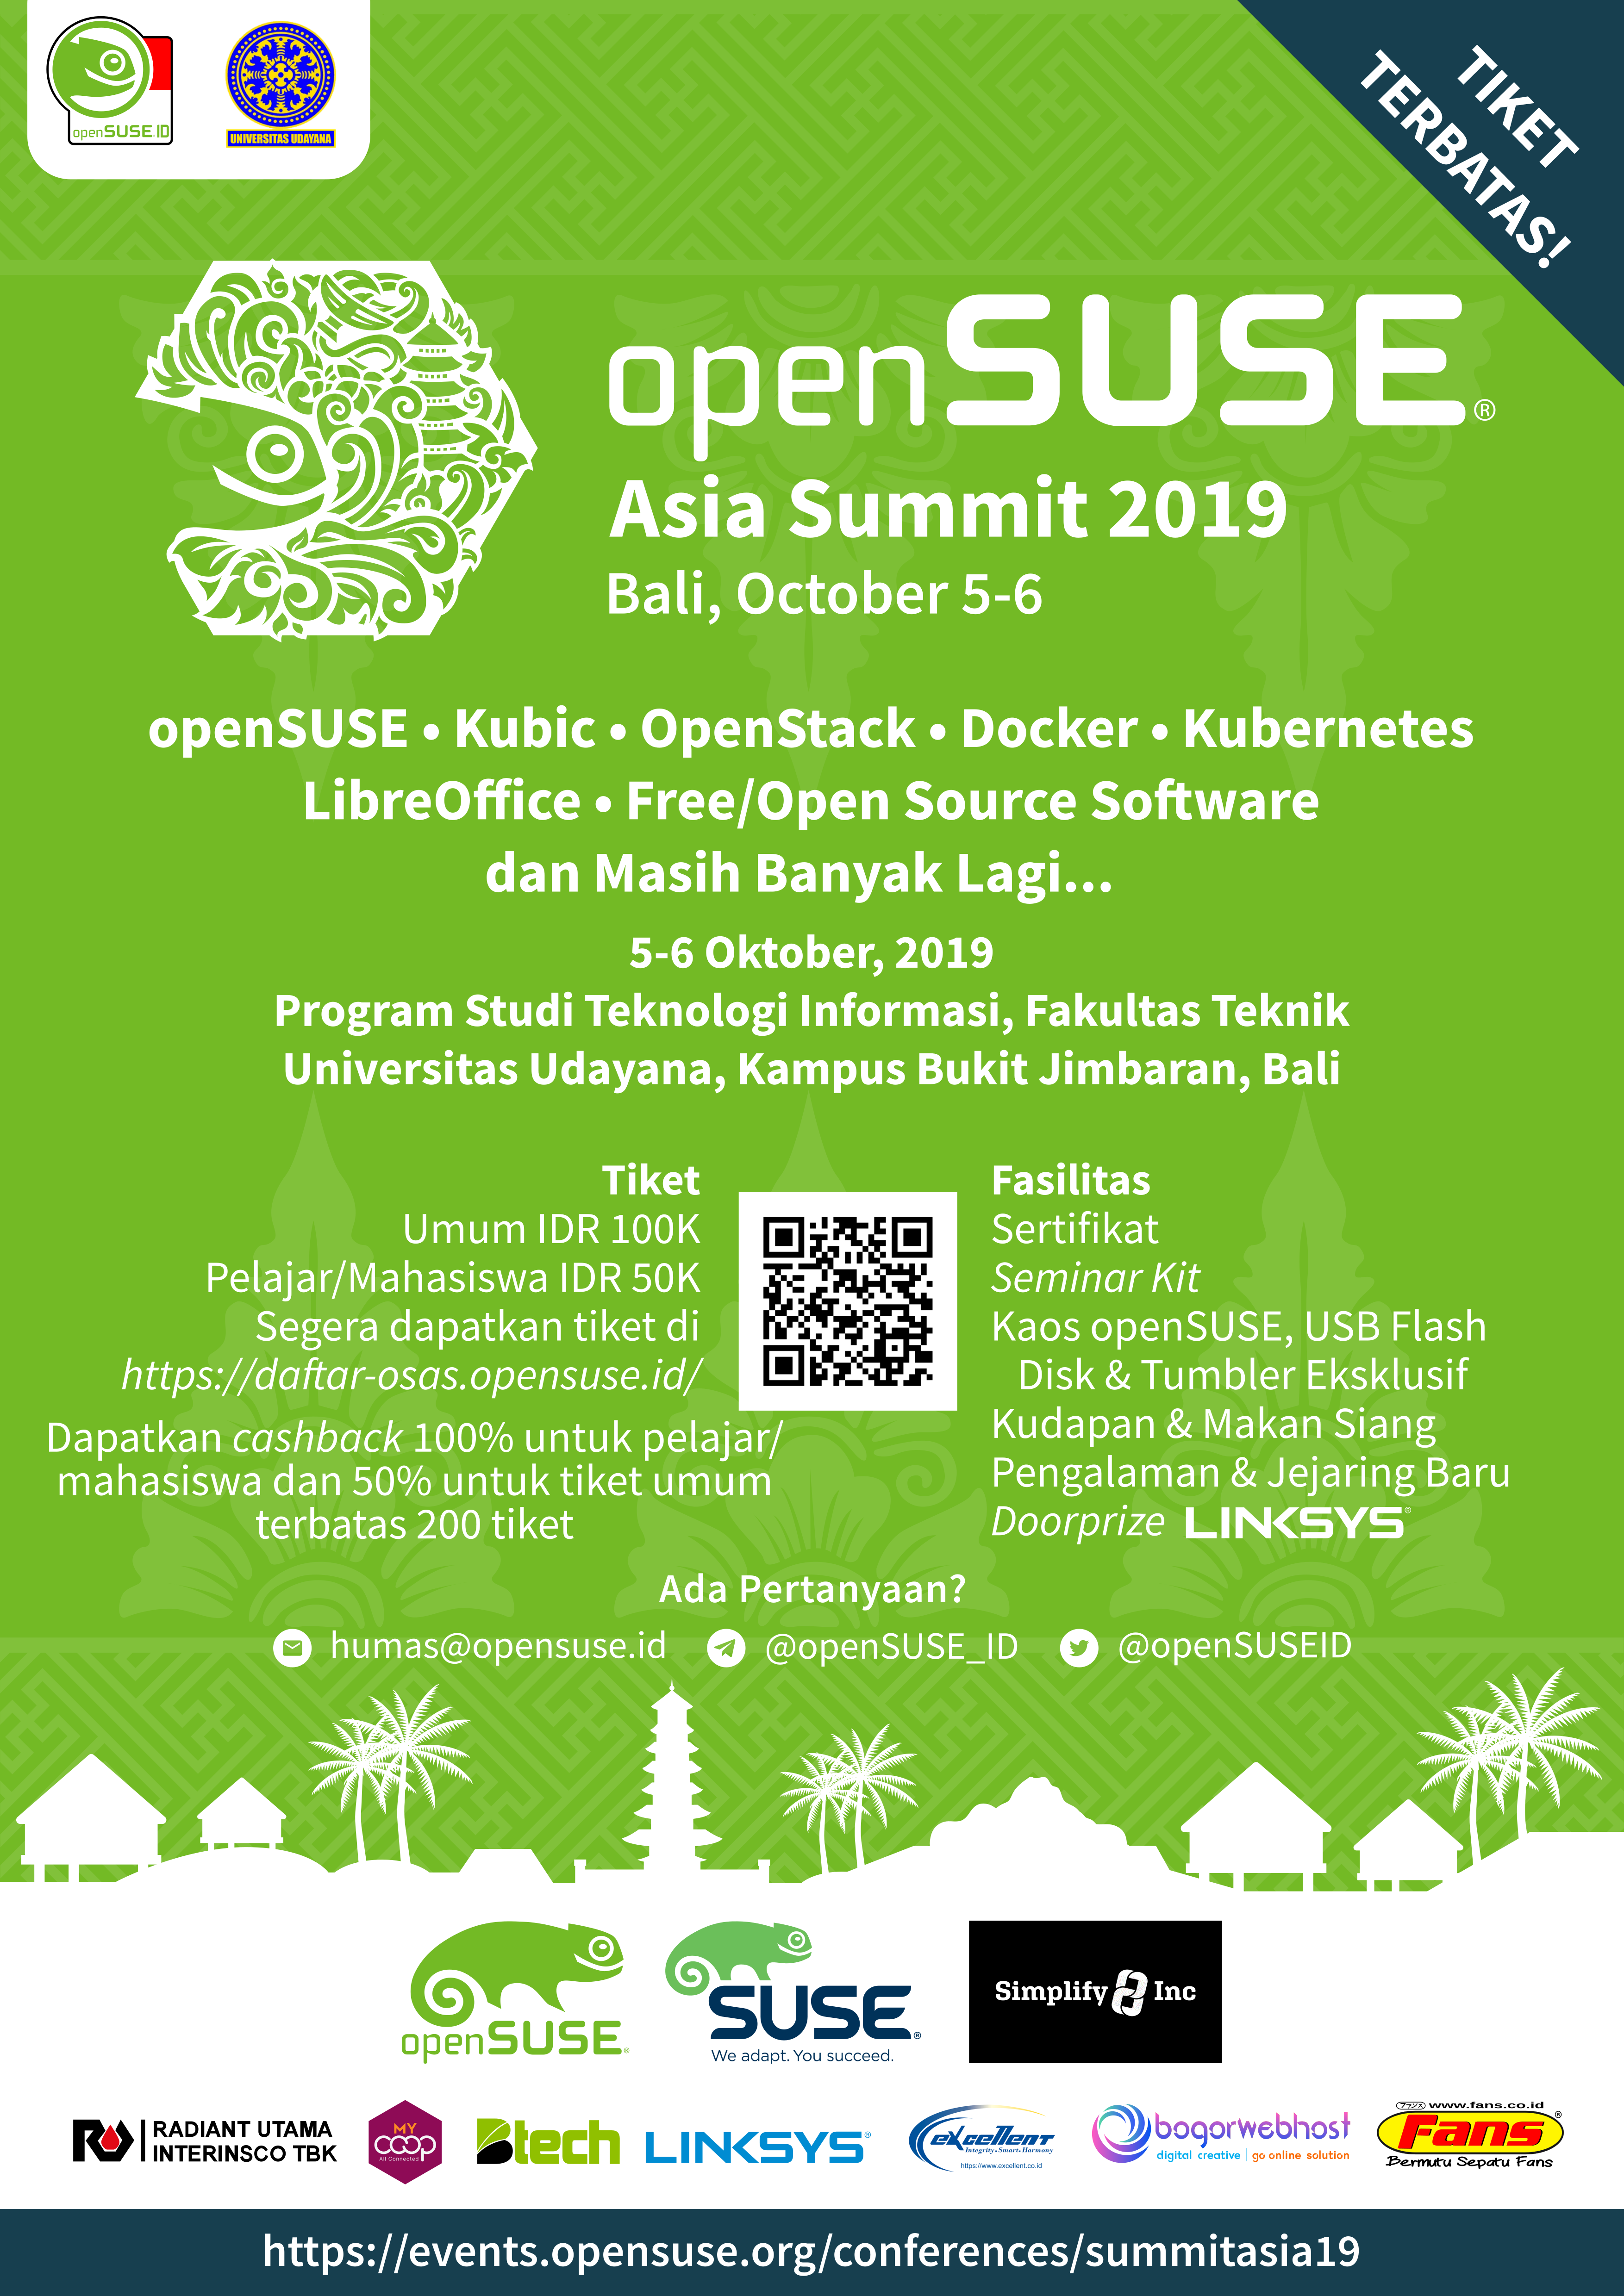 openSUSE.ID
UNIVERSITAS UDAYANA
TIKET
TERBATAS!
openSUSE®
Asia Summit 2019
Bali, October 5-6
openSUSE • Kubic • OpenStack • Docker • Kubernetes
LibreOffice • Free/Open Source Software
dan Masih Banyak Lagi...
5-6 Oktober, 2019
Program Studi Teknologi Informasi, Fakultas Teknik
Universitas Udayana, Kampus Bukit Jimbaran, Bali
Tiket
Umum IDR 100K
Pelajar/Mahasiswa IDR 50K
Segera dapatkan tiket di
https://daftar-osas.opensuse.id/
Dapatkan cashback 100% untuk pelajar/
mahasiswa dan 50% untuk tiket umum
terbatas 200 tiket
Fasilitas
Sertifikat
Seminar Kit
Kaos openSUSE, USB Flash
Disk & Tumbler Eksklusif
Kudapan & Makan Siang
Pengalaman & Jejaring Baru
Doorprize LINKSYS®
Ada Pertanyaan?
humas@opensuse.id @openSUSE_ID @openSUSEID
openSUSE®
SUSE®
We adapt. You succeed.
Simplify Inc
RADIANT UTAMA
INTERINSCO TBK
MY
COOP
All Connected
Btech
LINKSYS®
eXcellenT
Integrity.Smart.Harmony
https://www.excellent.co.id
bogorwebhost
digital creative | go online solution
ファンズ www.fans.co.id
Fans®
Bermutu Sepatu Fans
https://events.opensuse.org/conferences/summitasia19